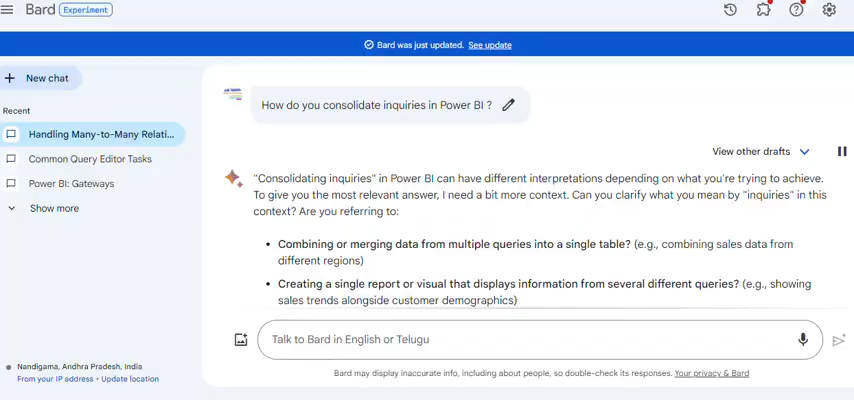 Bard Experiment
Bard was just updated. See update
New chat
Recent
Handling Many-to-Many Relati...
Common Query Editor Tasks
Power BI: Gateways
Show more
Nandigama, Andhra Pradesh, India
From your IP address • Update location
How do you consolidate inquiries in Power BI ?
View other drafts
"Consolidating inquiries" in Power BI can have different interpretations depending on what you're trying to achieve.
To give you the most relevant answer, I need a bit more context. Can you clarify what you mean by "inquiries" in this
context? Are you referring to:
• Combining or merging data from multiple queries into a single table? (e.g., combining sales data from
different regions)
• Creating a single report or visual that displays information from several different queries? (e.g., showing
sales trends alongside customer demographics)
Talk to Bard in English or Telugu
Bard may display inaccurate info, including about people, so double-check its responses. Your privacy & Bard